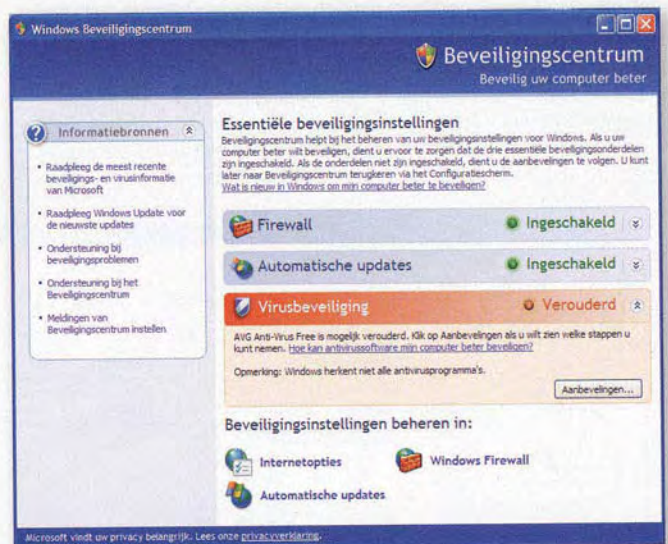 Windows Beveiligingscentrum
Beveiligingscentrum
Beveilig uw computer beter
Informatiebronnen
• Raadpleeg de meest recente
beveiligings- en virusinformatie
van Microsoft
• Raadpleeg Windows Update voor
de nieuwste updates
• Ondersteuning bij
beveiligingsproblemen
• Ondersteuning bij het
Beveiligingscentrum
• Meldingen van
Beveiligingscentrum instellen
Essentiële beveiligingsinstellingen
Beveiligingscentrum helpt bij het beheren van uw beveiligingsinstellingen voor Windows. Als u uw
computer beter wilt beveiligen, dient u ervoor te zorgen dat de drie essentiële beveiligingsonderdelen
zijn ingeschakeld. Als de onderdelen niet zijn ingeschakeld, dient u de aanbevelingen te volgen. U kunt
later naar Beveiligingscentrum terugkeren via het Configuratiescherm.
Wat is nieuw in Windows om mijn computer beter te beveiligen?
Firewall Ingeschakeld
Automatische updates Ingeschakeld
Virusbeveiliging Verouderd
AVG Anti-Virus Free is mogelijk verouderd. Klik op Aanbevelingen als u wilt zien welke stappen u
kunt nemen. Hoe kan antivirussoftware mijn computer beter beveiligen?
Opmerking: Windows herkent niet alle antivirusprogramma's.
Aanbevelingen...
Beveiligingsinstellingen beheren in:
Internetopties Windows Firewall
Automatische updates
Microsoft vindt uw privacy belangrijk. Lees onze privacyverklaring.